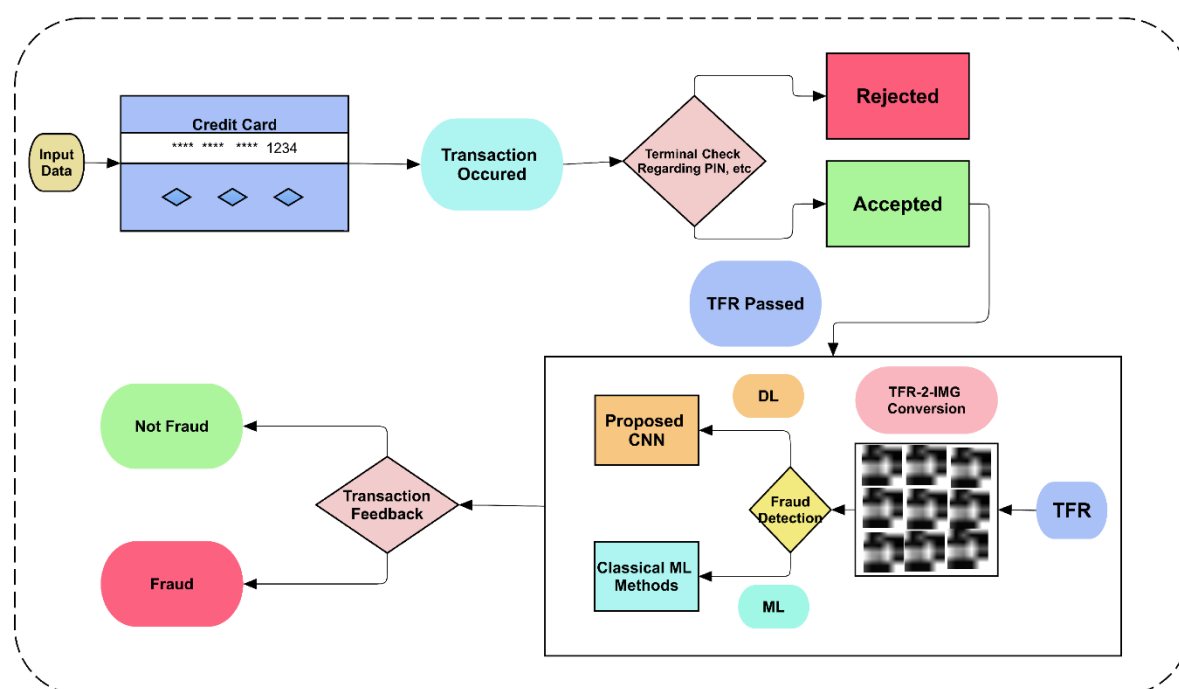 Input
Data
Credit Card
**** **** **** 1234
Transaction
Occured
Terminal Check
Regarding PIN, etc
Rejected
Accepted
TFR Passed
TFR-2-IMG
Conversion
TFR
DL
Proposed
CNN
Fraud
Detection
Classical ML
Methods
ML
Transaction
Feedback
Not Fraud
Fraud